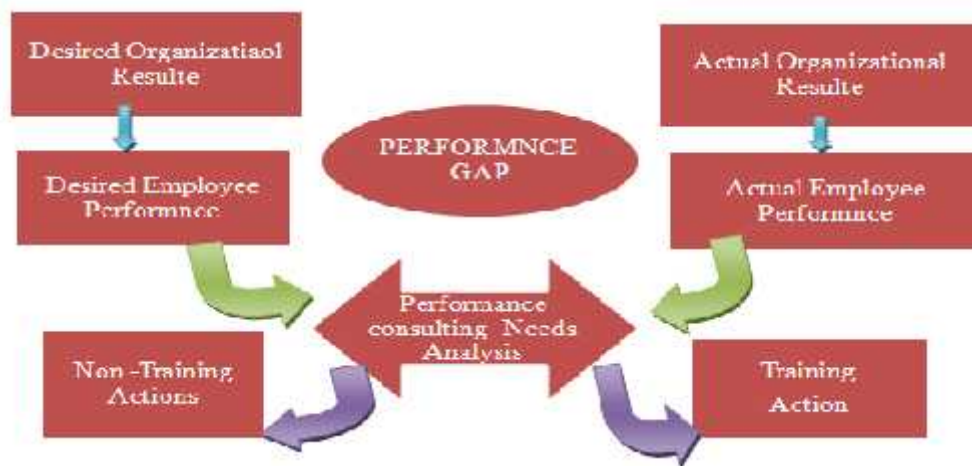 Desired Organizatiaol
Resulte
Actual Organizational
Resulte
PERFORMNCE
GAP
Desired Employee
Performnce
Actual Employee
Performnce
Performance
consulting Needs
Analysis
Non -Training
Actions
Training
Action